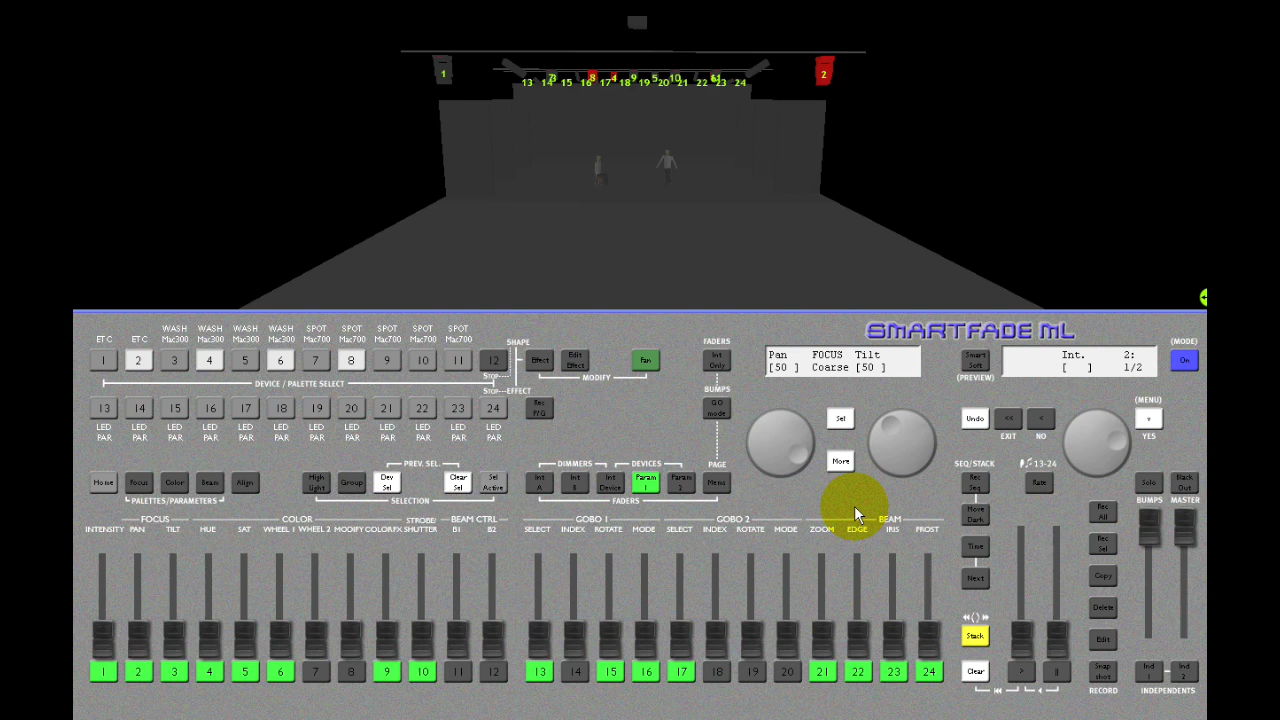 1 2
3 8 4 9 5 10 11
13 14 15 16 17 18 19 20 21 22 23 24
SMARTFADE ML
ETC ETC WASH Mac300 WASH Mac300 WASH Mac300 WASH Mac300 SPOT Mac700 SPOT Mac700 SPOT Mac700 SPOT Mac700 SPOT Mac700
1 2 3 4 5 6 7 8 9 10 11 12
SHAPE
Effect Edit Effect Fan
STOP
MODIFY
DEVICE / PALETTE SELECT
STOP EFFECT
FADERS
Int Only
BUMPS
GO mode
Pan FOCUS Tilt
[50 ] Coarse [50 ]
Smart Soft
(PREVIEW)
Int. 2:
[ ] 1/2
(MODE)
On
13 14 15 16 17 18 19 20 21 22 23 24
LED PAR LED PAR LED PAR LED PAR LED PAR LED PAR LED PAR LED PAR LED PAR LED PAR LED PAR LED PAR
Rec F/G
Sel
More
(MENU)
Undo << < +
EXIT NO YES
PREV. SEL.
DIMMERS DEVICES PAGE
SEQ/STACK 13-24
Home Focus Color Beam Align High light Group Dev Sel Clear Sel Sel Active
Int A Int B Int Device Param 1 Param 2 Mems
Rec Seq Rate Solo Black Out
PALETTES/PARAMETERS SELECTION FADERS
BUMPS MASTER
FOCUS COLOR STROBE/ BEAM CTRL GOBO 1 GOBO 2 BEAM
INTENSITY PAN TILT HUE SAT WHEEL 1 WHEEL 2 MODIFY COLORFX SHUTTER B1 B2 SELECT INDEX ROTATE MODE SELECT INDEX ROTATE MODE ZOOM EDGE IRIS FROST
Move Dark
Time
Next
Rec All
Rec Sel
Copy
Delete
Edit
Stack
1 2 3 4 5 6 7 8 9 10 11 12 13 14 15 16 17 18 19 20 21 22 23 24
Clear
Snap shot
Ind 1 Ind 2
RECORD INDEPENDENTS